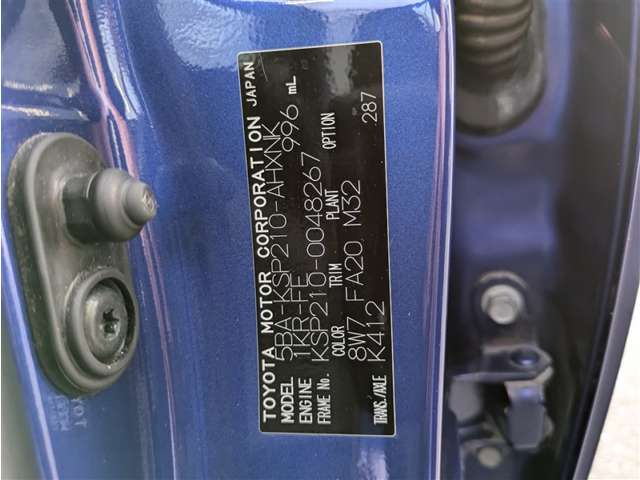 TOYOTA MOTOR CORPORATION JAPAN
MODEL 5BA-KSP210-AHXNK
ENGINE 1KR-FE 996 mL
FRAME No. KSP210-0048267
COLOR TRIM PLANT OPTION
8W7 FA20 M32 287
TRANS./AXLE K412
TOYOTA